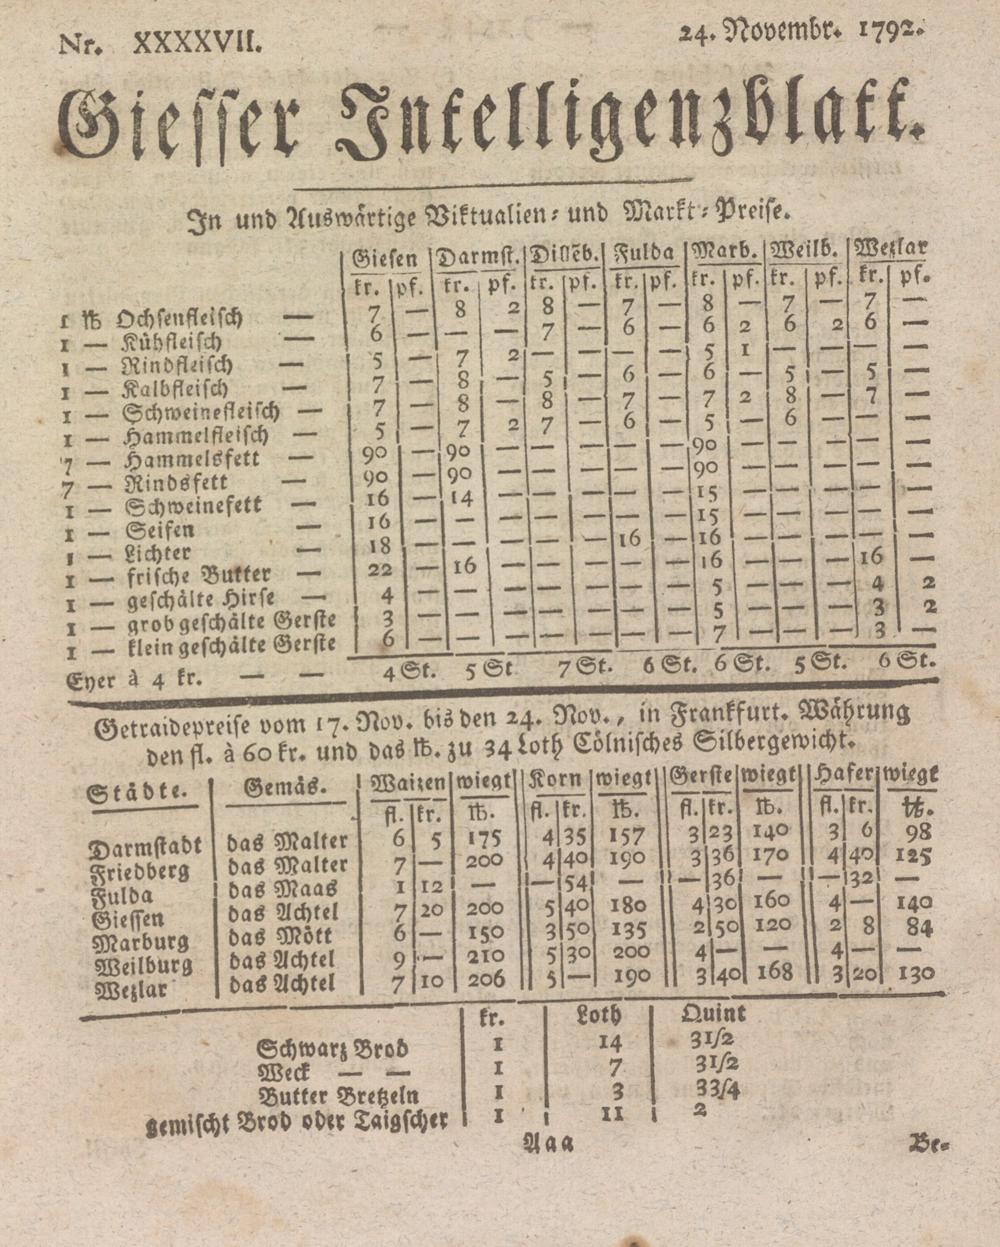 Nr. XXXXVII. 24. Novembr. 1792.
Giesser Intelligenzblatt.
In und Auswärtige Viktualien- und Markt-Preise.
Giesen Darmst. Dilleb. Fulda Marb. Weilb. Wezlar
kr. pf. kr. pf. kr. pf. kr. pf. kr. pf. kr. pf. kr. pf.
1 ℔ Ochsenfleisch — 7 — 8 2 8 — 7 — 8 — 7 — 7 —
1 — Kühfleisch — 6 — — — 7 — 6 — 6 2 6 2 6 —
1 — Rindfleisch — 5 — 7 2 — — — — 5 1 — — — —
1 — Kalbfleisch — 7 — 8 — 5 — 6 — 6 — 5 — 5 —
1 — Schweinefleisch — 7 — 8 — 8 — 7 — 7 2 8 — 7 —
1 — Hammelfleisch — 5 — 7 2 7 — 6 — 5 — 6 — — —
7 — Hammelsfett — 90 — 90 — — — — — 90 — — — — —
7 — Rindsfett — 90 — 90 — — — — — 90 — — — — —
1 — Schweinefett — 16 — 14 — — — — — 15 — — — — —
1 — Seifen — 16 — — — — — — — 15 — — — — —
1 — Lichter — 18 — — — — — 16 — 16 — — — — —
1 — frische Butter — 22 — 16 — — — — — 16 — — — 16 —
1 — geschälte Hirse — 4 — — — — — — — 5 — — — 4 2
1 — grob geschälte Gerste 3 — — — — — — — 5 — — — 3 2
1 — klein geschälte Gerste 6 — — — — — — — 7 — — — 3 —
Eyer à 4 kr. — — 4 St. 5 St 7 St. 6 St. 6 St. 5 St. 6 St.
Getraidepreise vom 17. Nov. bis den 24. Nov., in Frankfurt. Währung
den fl. à 60 kr. und das ℔. zu 34 Loth Cölnisches Silbergewicht.
Städte. Gemäs. Waizen wiegt Korn wiegt Gerste wiegt Hafer wiegt
fl. kr. ℔. fl. kr. ℔. fl. kr. ℔. fl. kr. ℔.
Darmstadt das Malter 6 5 175 4 35 157 3 23 140 3 6 98
Friedberg das Malter 7 — 200 4 40 190 3 36 170 4 40 125
Fulda das Maas 1 12 — — 54 — — 36 — — 32 —
Giessen das Achtel 7 20 200 5 40 180 4 30 160 4 — 140
Marburg das Mött 6 — 150 3 50 135 2 50 120 2 8 84
Weilburg das Achtel 9 — 210 5 30 200 4 — — 4 — —
Wezlar das Achtel 7 10 206 5 — 190 3 40 168 3 20 130
kr. Loth Quint
Schwarz Brod 1 14 3 1/2
Weck — — 1 7 3 1/2
Butter Bretzeln 1 3 3 3/4
gemischt Brod oder Taigscher 1 11 2
Aaa Be-